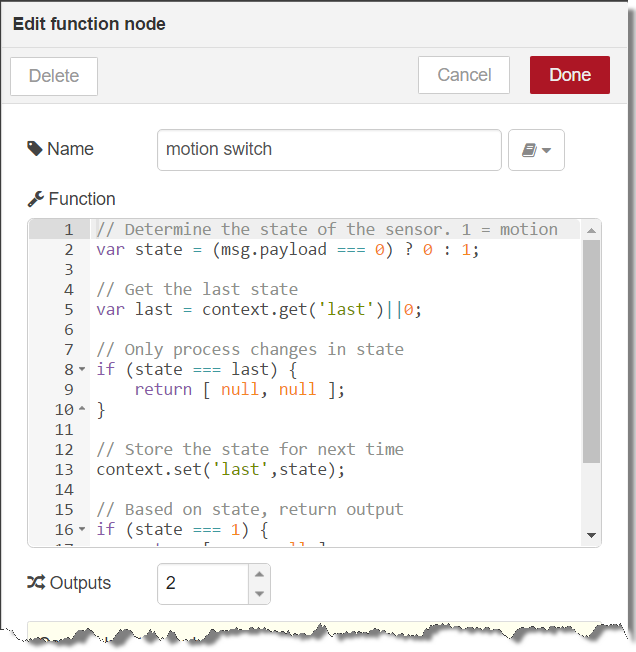 Edit function node
Delete
Cancel
Done
Name
motion switch
Function
1 // Determine the state of the sensor. 1 = motion
2 var state = (msg.payload === 0) ? 0 : 1;
3
4 // Get the last state
5 var last = context.get('last')||0;
6
7 // Only process changes in state
8 if (state === last) {
9     return [ null, null ];
10 }
11
12 // Store the state for next time
13 context.set('last',state);
14
15 // Based on state, return output
16 if (state === 1) {
Outputs
2